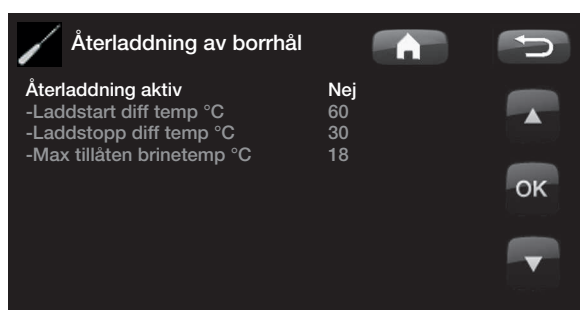 Återladdning av borrhål
Återladdning aktiv Nej
-Laddstart diff temp °C 60
-Laddstopp diff temp °C 30
-Max tillåten brinetemp °C 18
OK